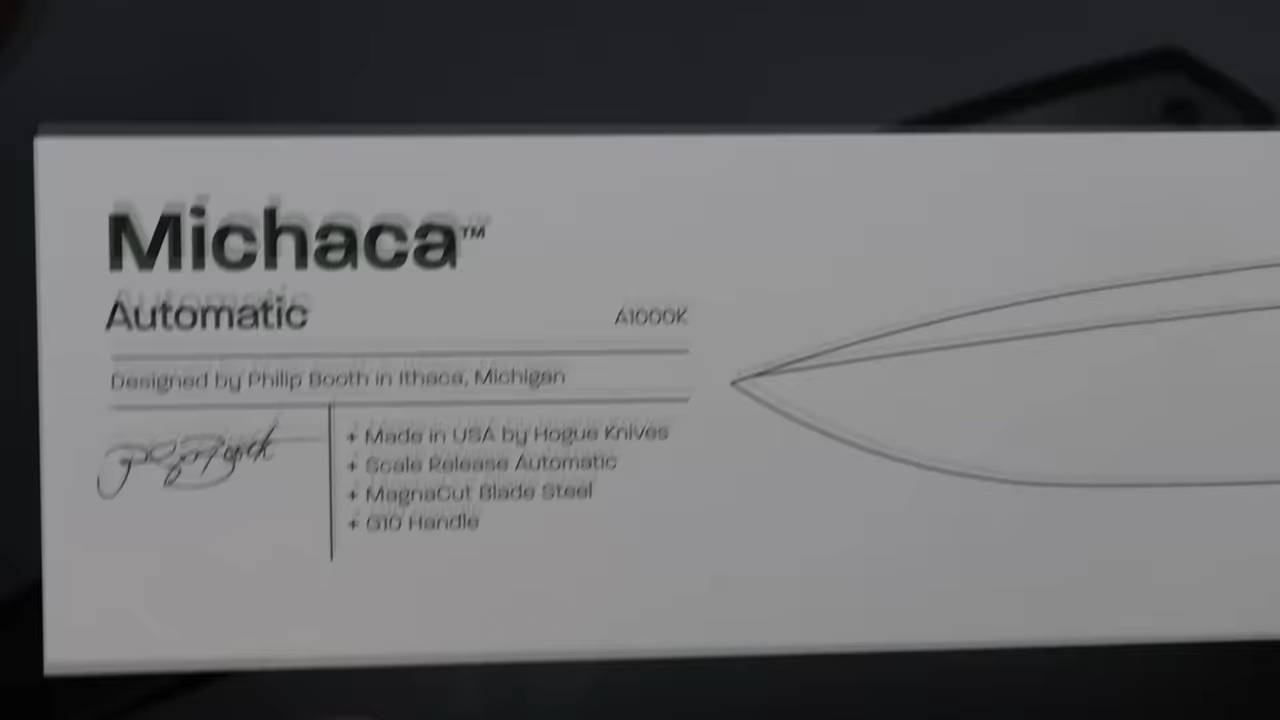 Michaca™
Automatic
A1000K
Designed by Philip Booth in Ithaca, Michigan
+ Made in USA by Hogue Knives
+ Scale Release Automatic
+ MagnaCut Blade Steel
+ G10 Handle